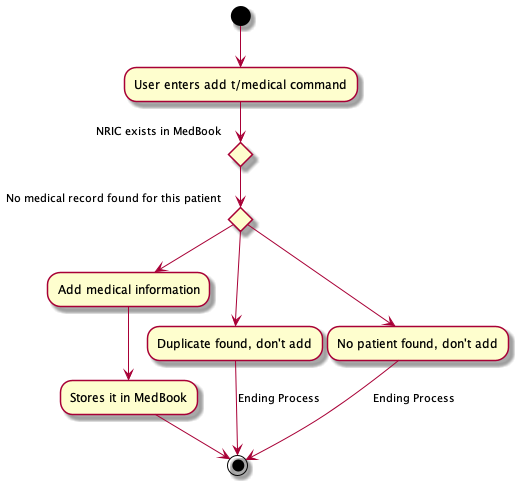 User enters add t/medical command
NRIC exists in MedBook
No medical record found for this patient
Add medical information
Duplicate found, don't add
No patient found, don't add
Stores it in MedBook
Ending Process
Ending Process